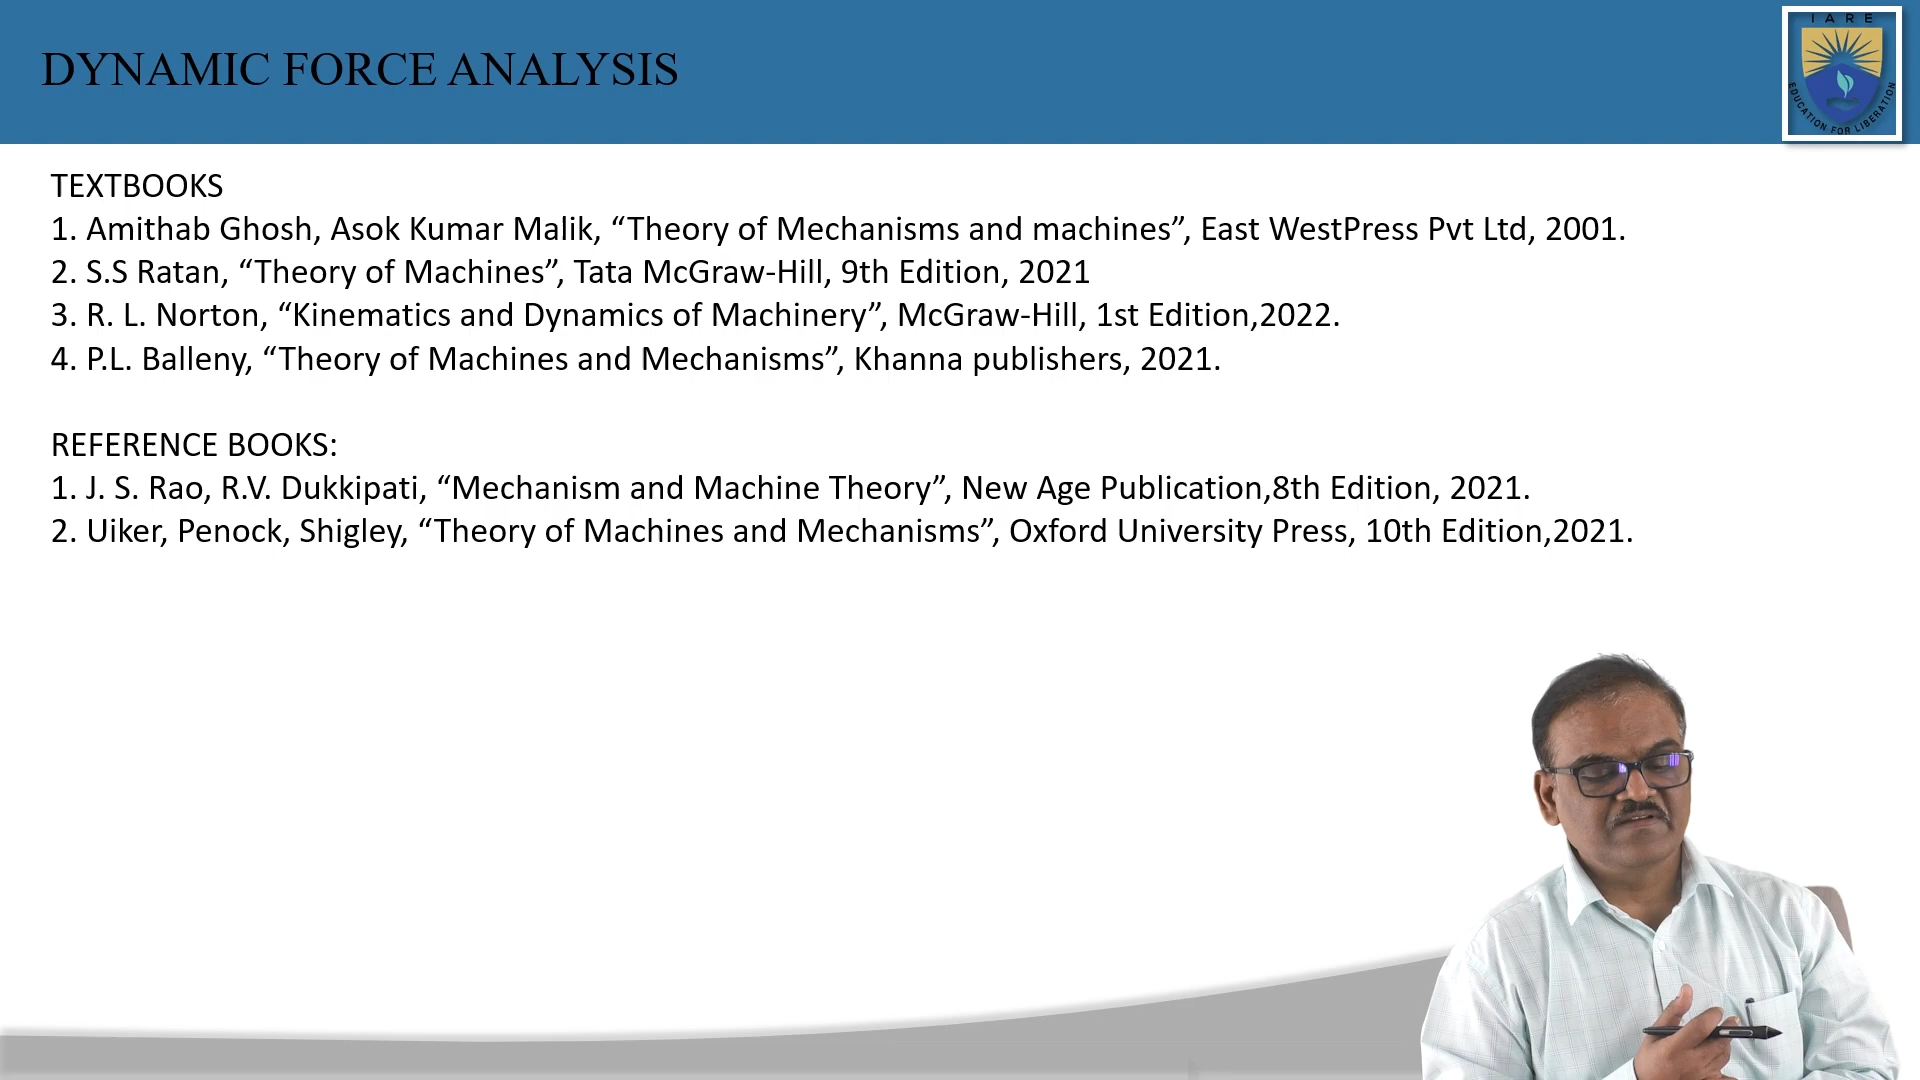 DYNAMIC FORCE ANALYSIS
IARE
EDUCATION FOR LIBERATION
TEXTBOOKS
1. Amithab Ghosh, Asok Kumar Malik, “Theory of Mechanisms and machines”, East WestPress Pvt Ltd, 2001.
2. S.S Ratan, “Theory of Machines”, Tata McGraw-Hill, 9th Edition, 2021
3. R. L. Norton, “Kinematics and Dynamics of Machinery”, McGraw-Hill, 1st Edition,2022.
4. P.L. Balleny, “Theory of Machines and Mechanisms”, Khanna publishers, 2021.
REFERENCE BOOKS:
1. J. S. Rao, R.V. Dukkipati, “Mechanism and Machine Theory”, New Age Publication,8th Edition, 2021.
2. Uiker, Penock, Shigley, “Theory of Machines and Mechanisms”, Oxford University Press, 10th Edition,2021.